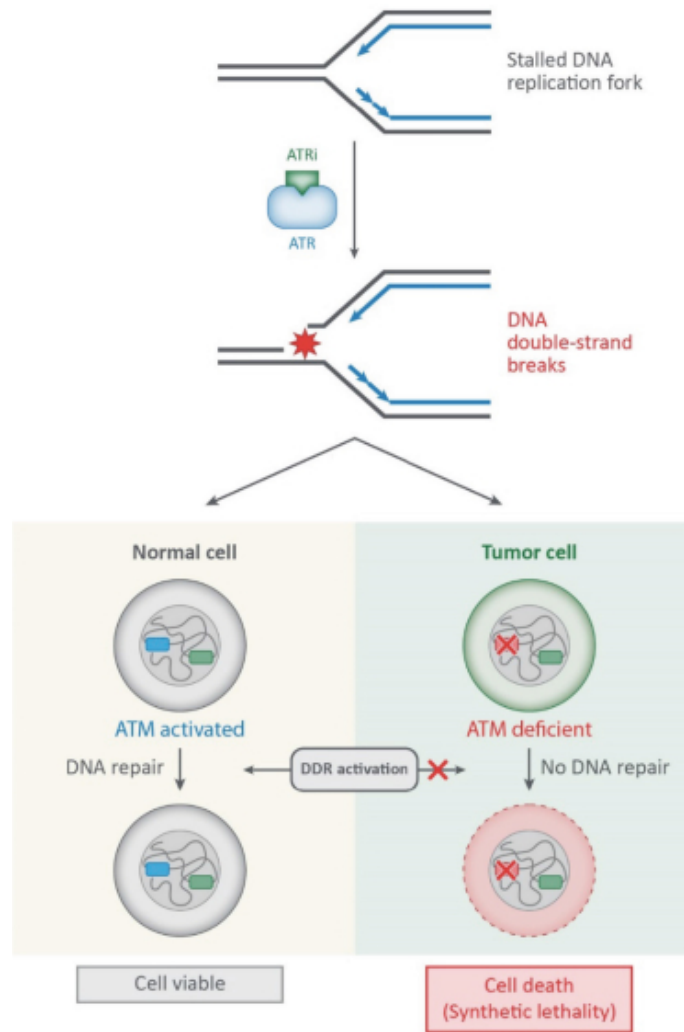 Stalled DNA
replication fork
ATRi
ATR
DNA
double-strand
breaks
Normal cell
Tumor cell
ATM activated
ATM deficient
DNA repair
DDR activation
No DNA repair
Cell viable
Cell death
(Synthetic lethality)